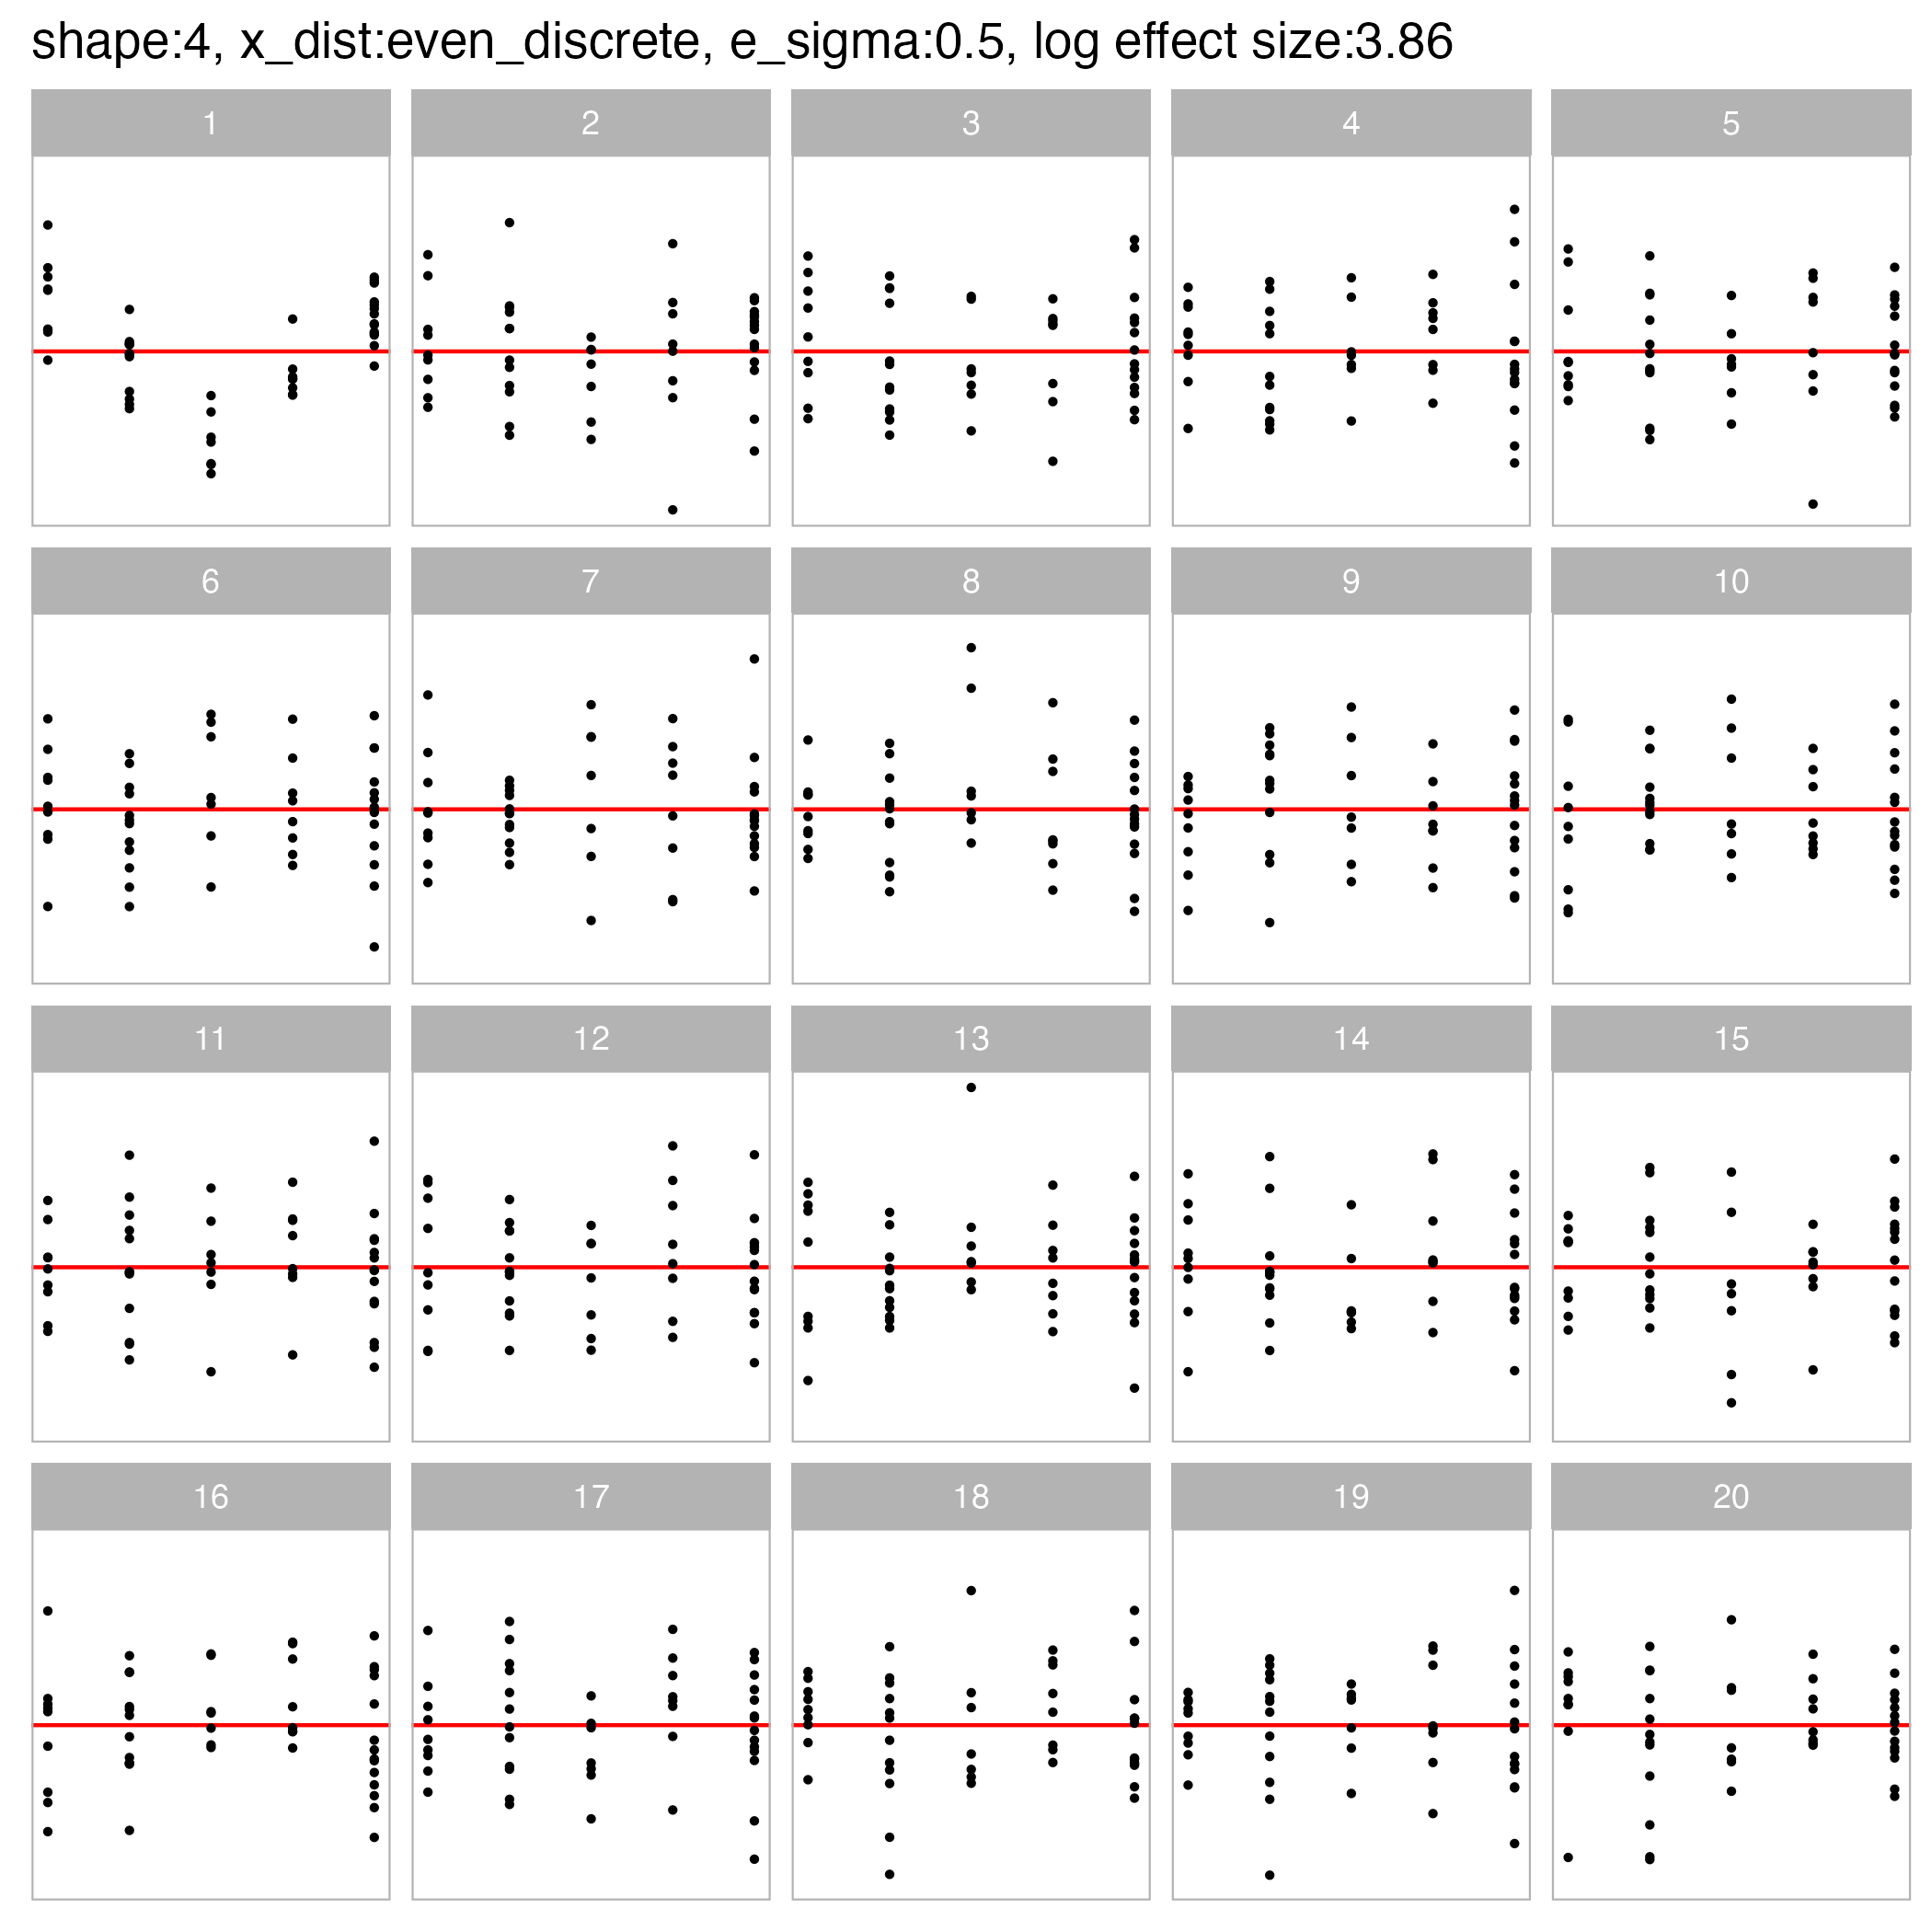 shape:4, x_dist:even_discrete, e_sigma:0.5, log effect size:3.86
1 2 3 4 5
6 7 8 9 10
11 12 13 14 15
16 17 18 19 20